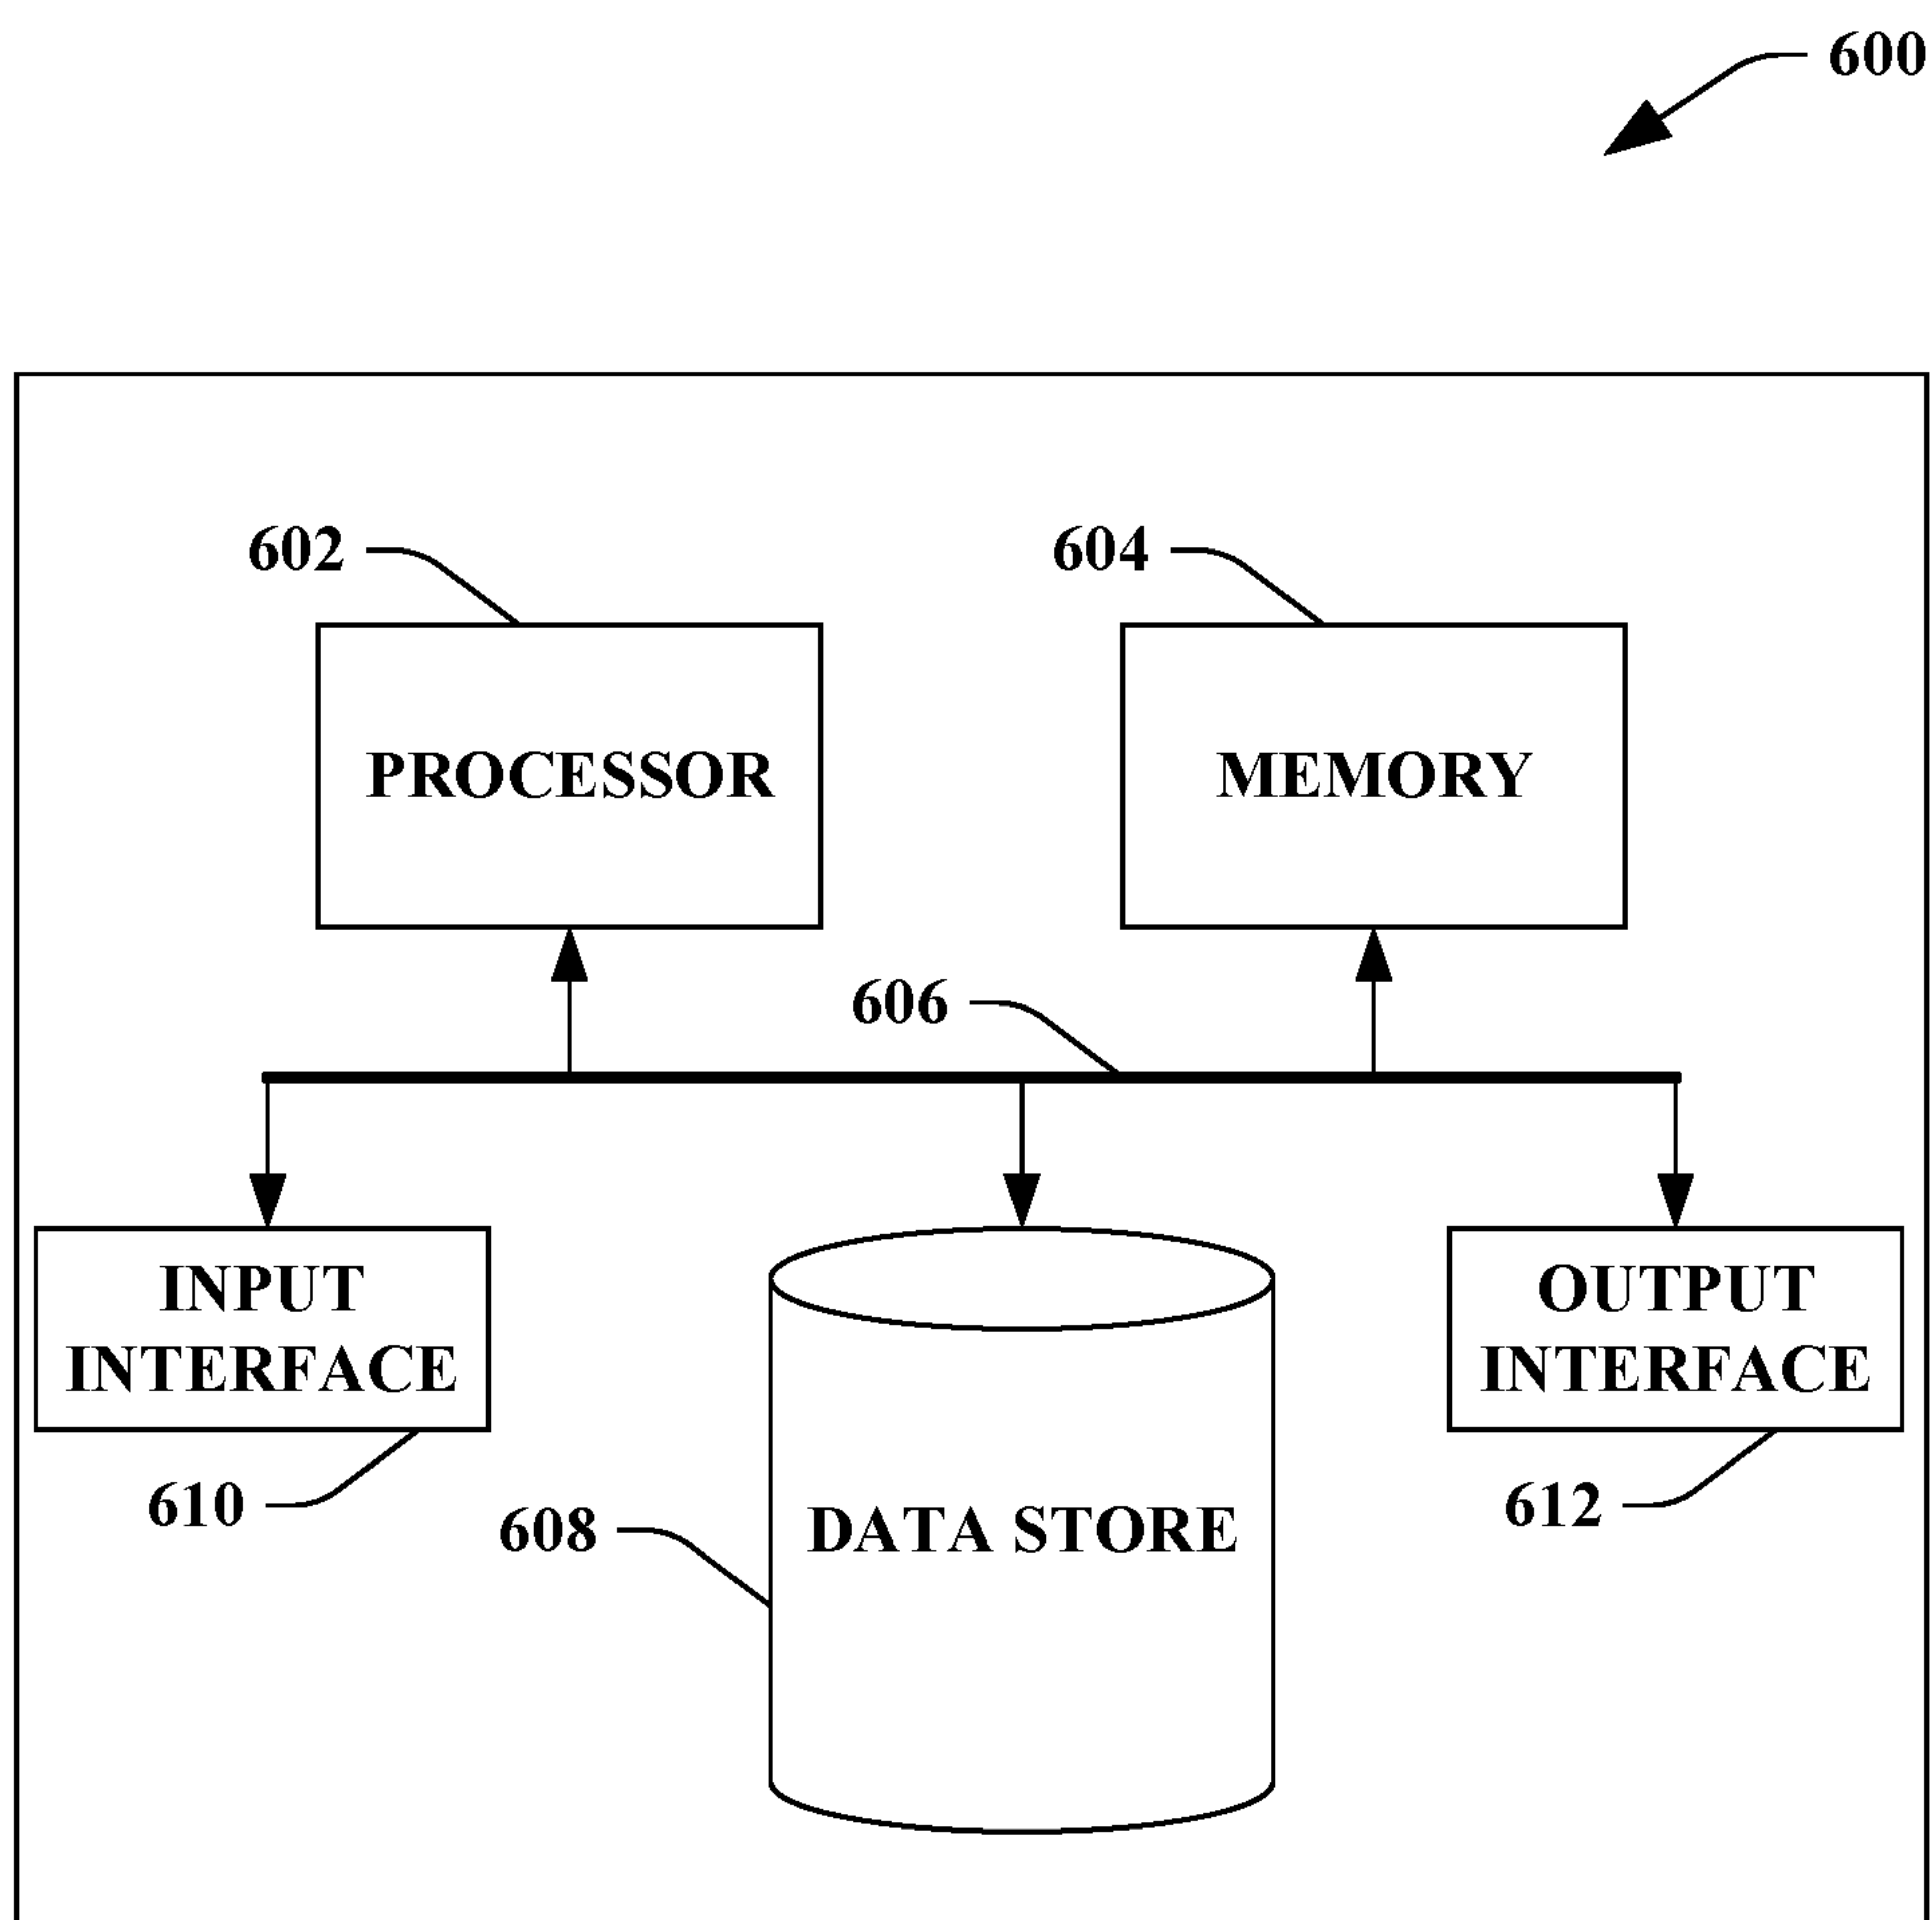 600
602
604
PROCESSOR
MEMORY
606
INPUT
INTERFACE
OUTPUT
INTERFACE
610
608
DATA STORE
612